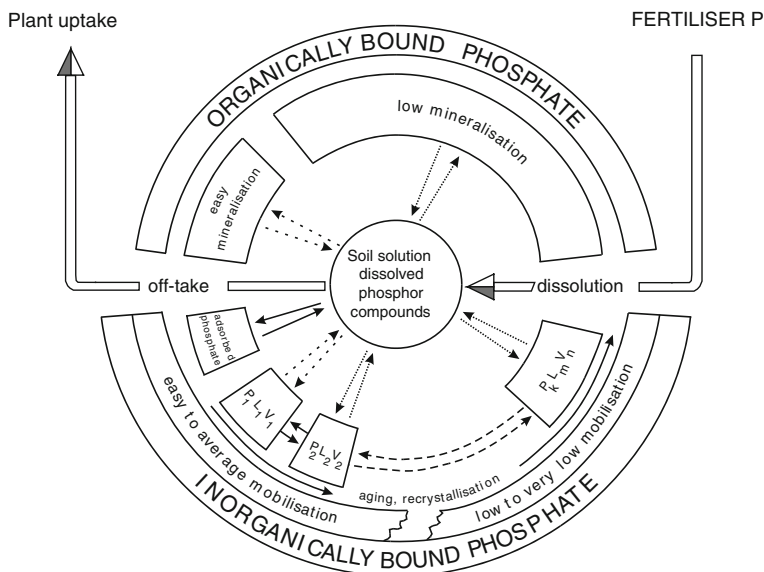 Plant uptake
FERTILISER P
ORGANICALLY BOUND PHOSPHATE
low mineralisation
easy
mineralisation
Soil solution
dissolved
phosphor
compounds
off-take
dissolution
adsorbed
phosphate
P1L1V1
P2L2V2
PkLmVn
easy to average mobilisation
aging, recrystallisation
low to very low mobilisation
INORGANICALLY BOUND PHOSPHATE